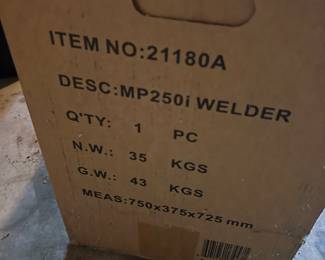 ITEM NO:21180A
DESC:MP250i WELDER
Q'TY: 1 PC
N.W.: 35 KGS
G.W.: 43 KGS
MEAS:750x375x725 mm